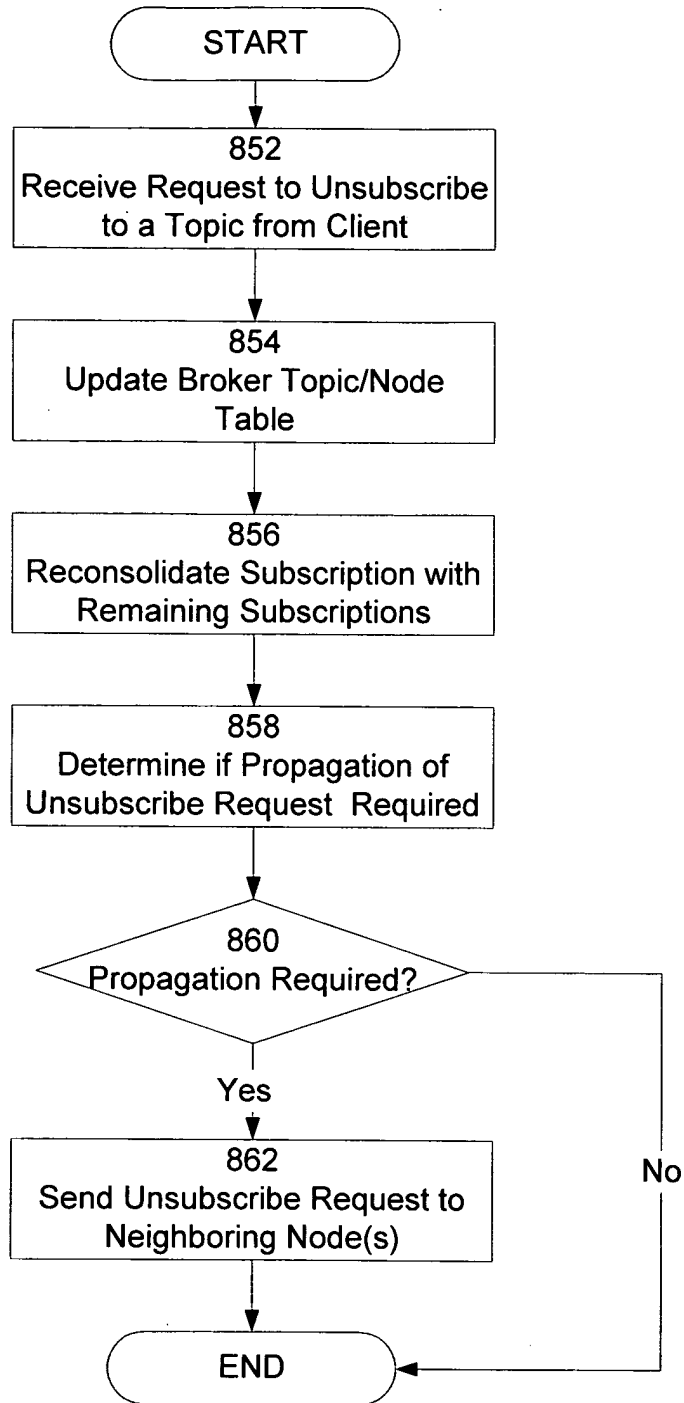 START
852
Receive Request to Unsubscribe
to a Topic from Client
854
Update Broker Topic/Node
Table
856
Reconsolidate Subscription with
Remaining Subscriptions
858
Determine if Propagation of
Unsubscribe Request Required
860
Propagation Required?
Yes
No
862
Send Unsubscribe Request to
Neighboring Node(s)
END